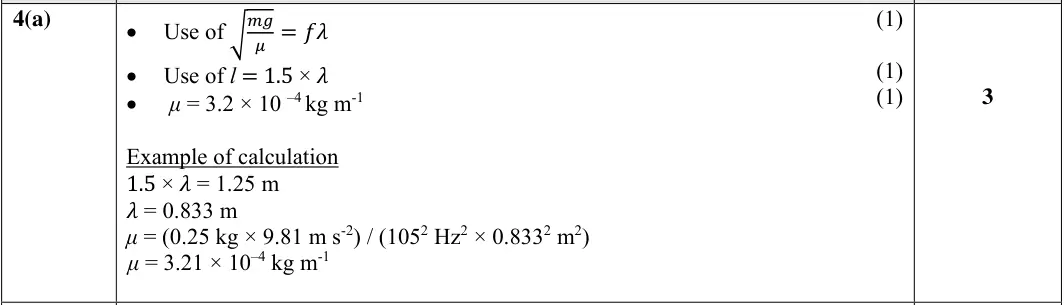 4(a)
• Use of √(mg/μ) = fλ (1)
• Use of l = 1.5 × λ (1)
• μ = 3.2 × 10 ⁻⁴ kg m⁻¹ (1) 3
Example of calculation
1.5 × λ = 1.25 m
λ = 0.833 m
μ = (0.25 kg × 9.81 m s⁻²) / (105² Hz² × 0.833² m²)
μ = 3.21 × 10⁻⁴ kg m⁻¹